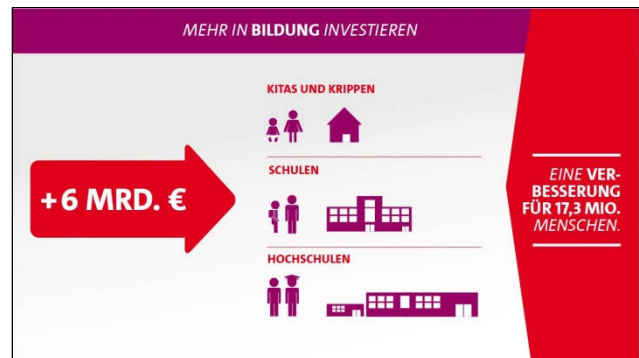 MEHR IN BILDUNG INVESTIEREN
+6 MRD. €
KITAS UND KRIPPEN
SCHULEN
HOCHSCHULEN
EINE VER-
BESSERUNG
FÜR 17,3 MIO.
MENSCHEN.